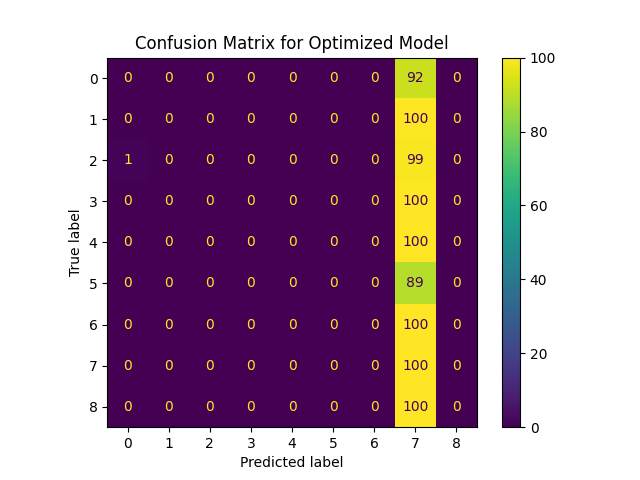 Confusion Matrix for Optimized Model
0 0 0 0 0 0 0 0 92 0
1 0 0 0 0 0 0 0 100 0
2 1 0 0 0 0 0 0 99 0
3 0 0 0 0 0 0 0 100 0
4 0 0 0 0 0 0 0 100 0
5 0 0 0 0 0 0 0 89 0
6 0 0 0 0 0 0 0 100 0
7 0 0 0 0 0 0 0 100 0
8 0 0 0 0 0 0 0 100 0
0 1 2 3 4 5 6 7 8
True label
Predicted label
100
80
60
40
20
0